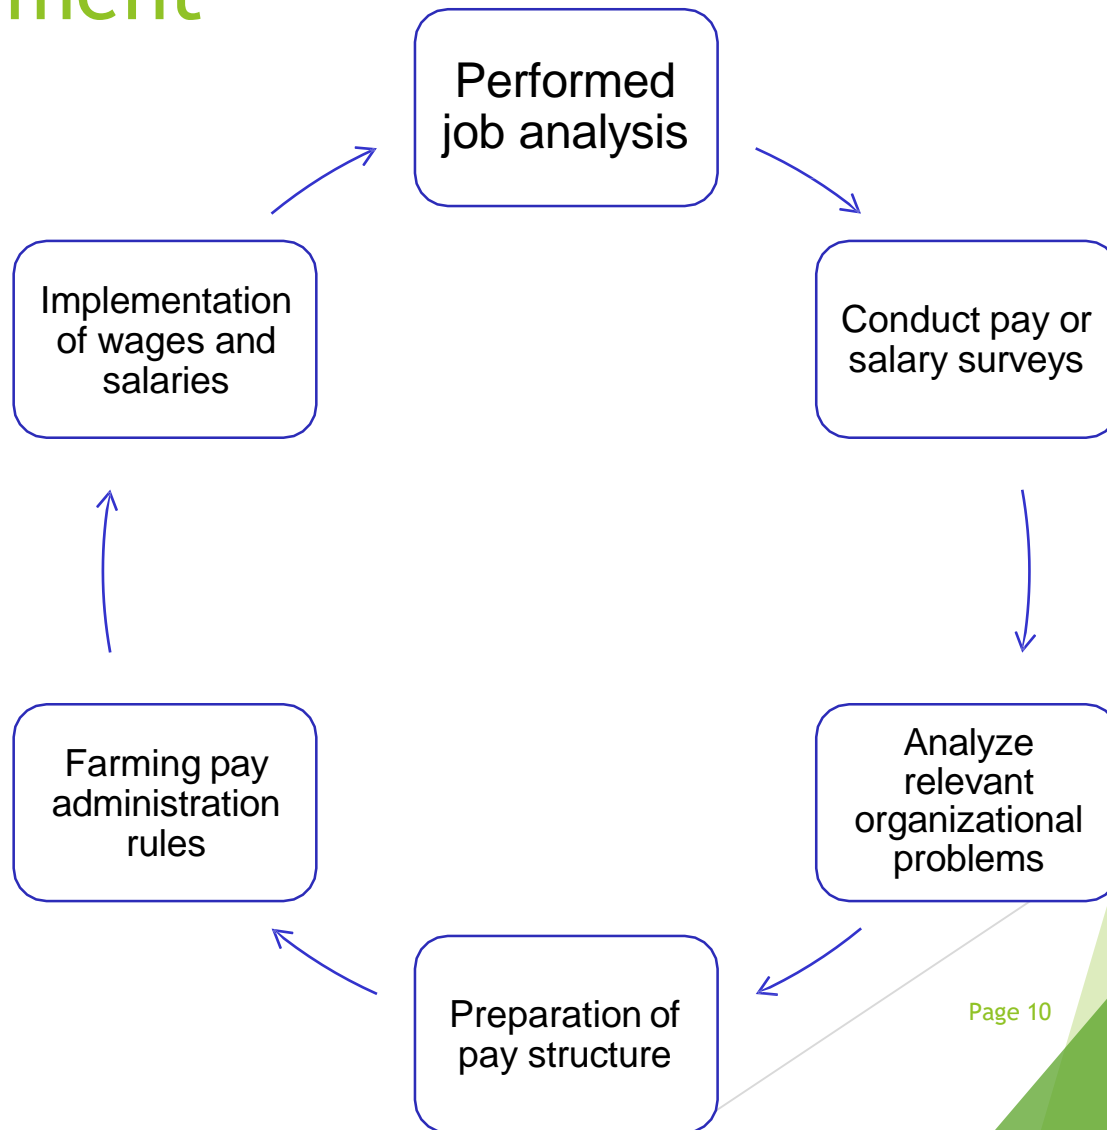 ment
Performed
job analysis
Conduct pay or
salary surveys
Analyze
relevant
organizational
problems
Preparation of
pay structure
Farming pay
administration
rules
Implementation
of wages and
salaries
Page 10